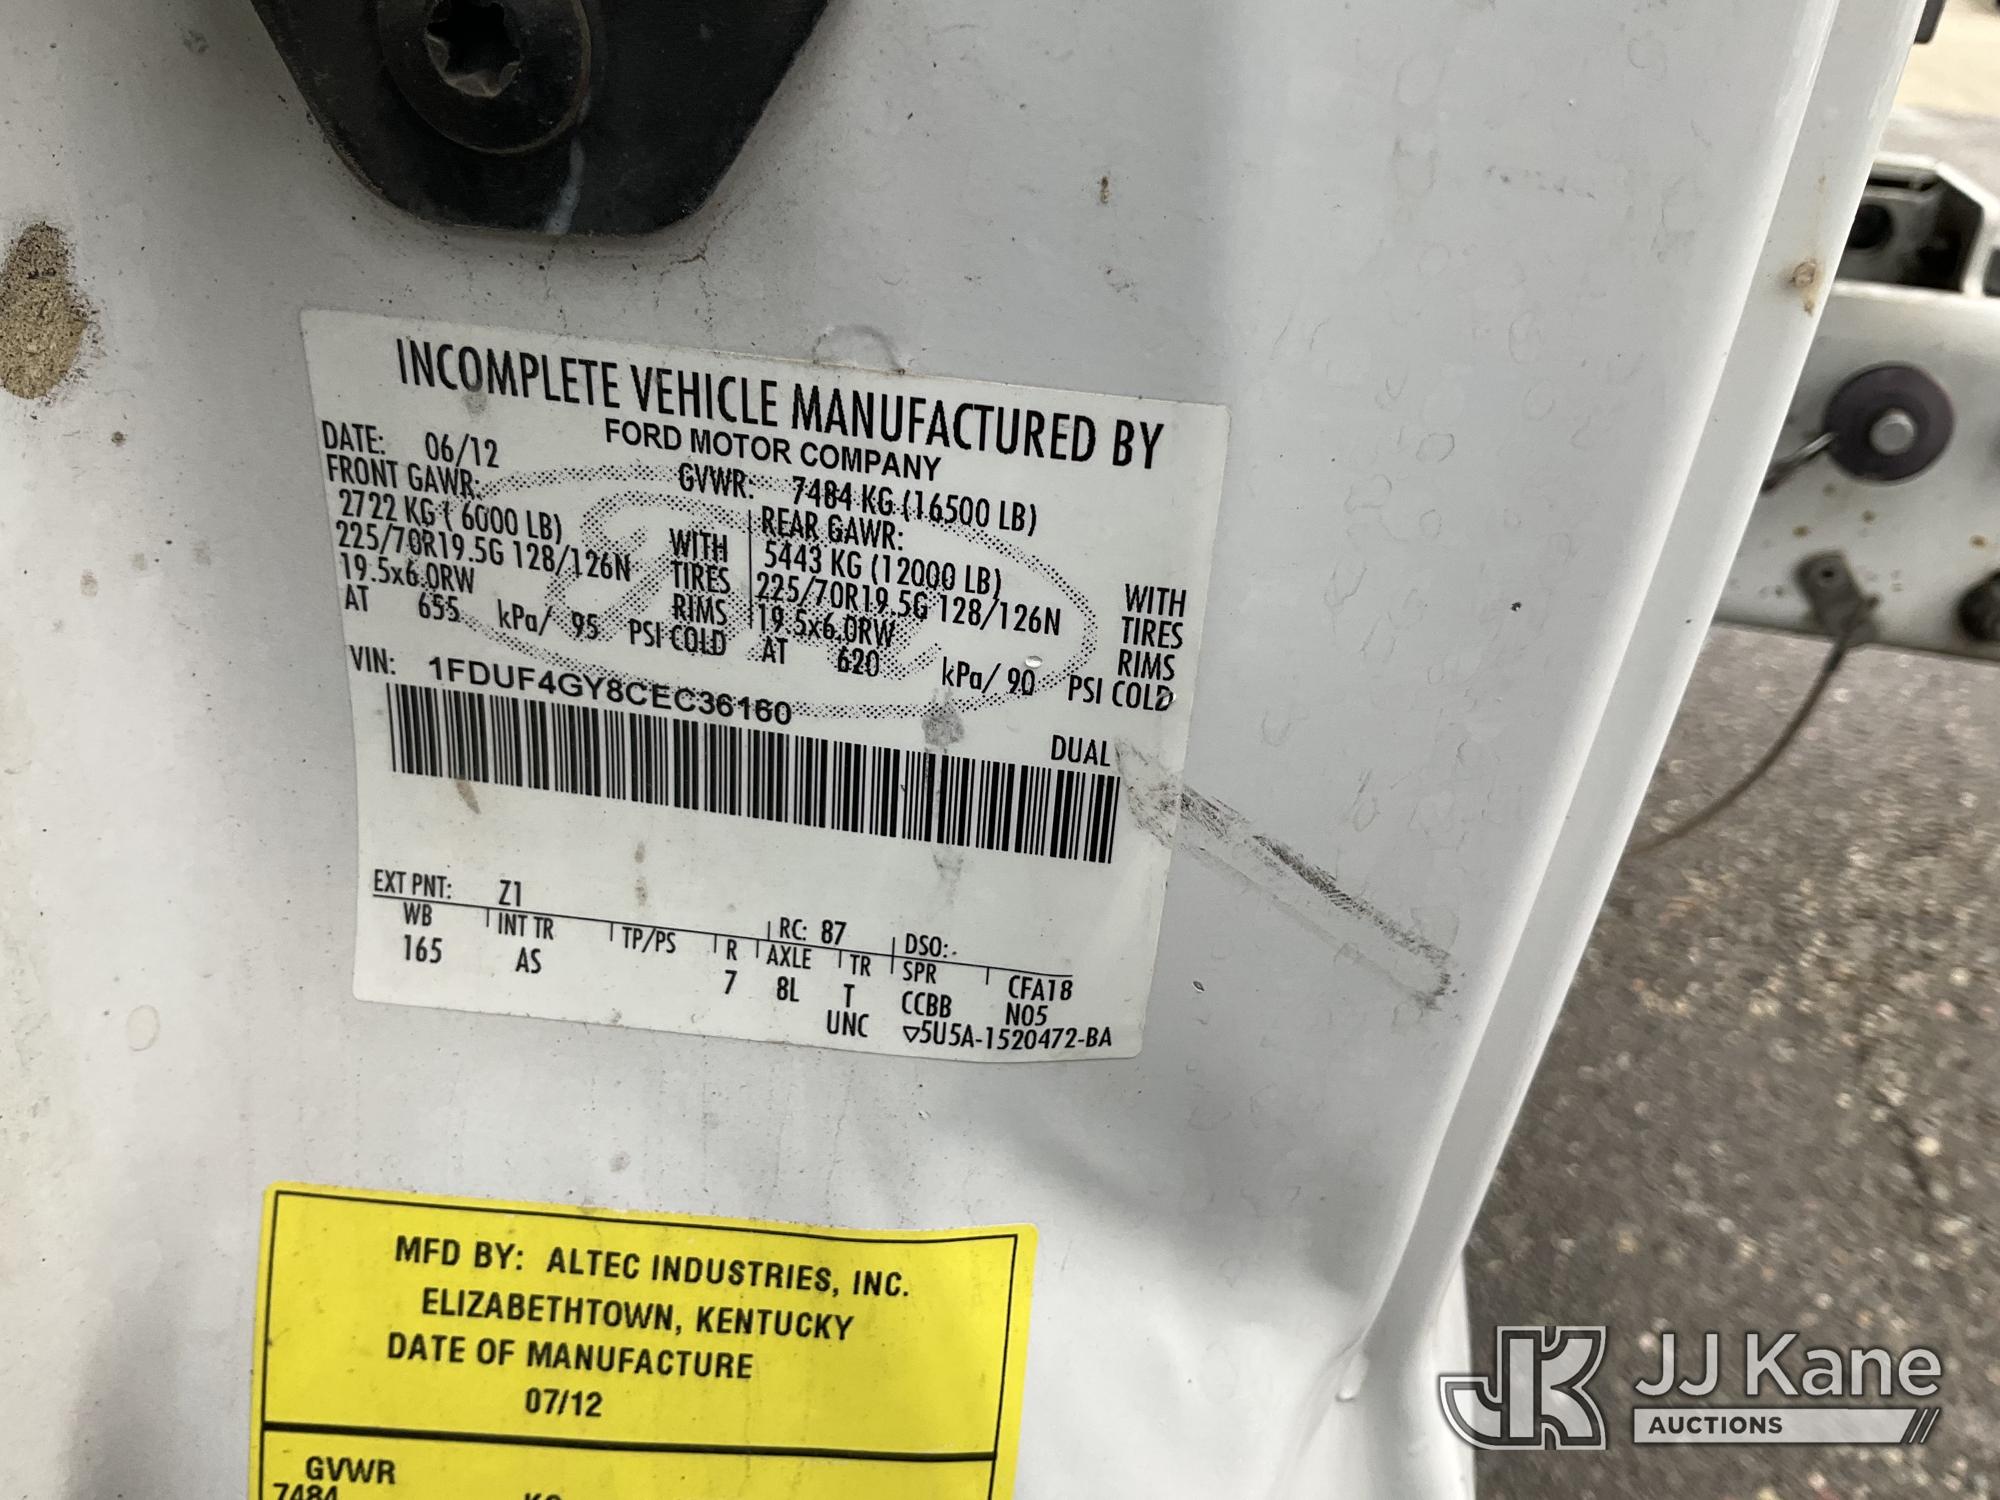 INCOMPLETE VEHICLE MANUFACTURED BY
FORD MOTOR COMPANY
DATE: 06/12 GVWR: 7484 KG (16500 LB)
FRONT GAWR: REAR GAWR:
2722 KG ( 6000 LB) WITH 5443 KG (12000 LB) WITH
225/70R19.5G 128/126N TIRES 225/70R19.5G 128/126N TIRES
19.5x6.0RW RIMS 19.5x6.0RW RIMS
AT 655 kPa/ 95 PSI COLD AT 620 kPa/ 90 PSI COLD
VIN: 1FDUF4GY8CEC36160
DUAL
EXT PNT: Z1 RC: 87 DSO:-
WB INT TR TP/PS R AXLE TR SPR CFA18
165 AS 7 8L T CCBB N05
UNC ▽5U5A-1520472-BA
MFD BY: ALTEC INDUSTRIES, INC.
ELIZABETHTOWN, KENTUCKY
DATE OF MANUFACTURE
07/12
GVWR
7484 KG
JK JJ Kane
AUCTIONS